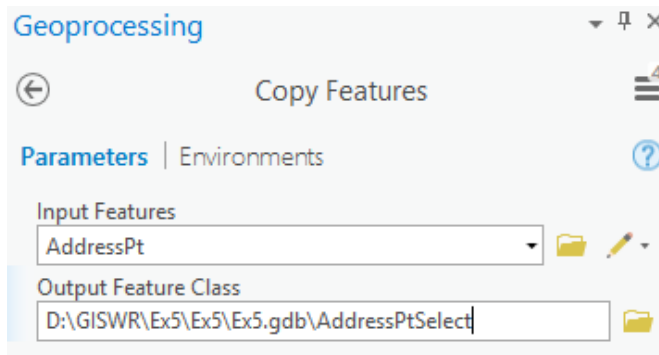 Geoprocessing
Copy Features
Parameters | Environments
Input Features
AddressPt
Output Feature Class
D:\GISWR\Ex5\Ex5\Ex5.gdb\AddressPtSelect